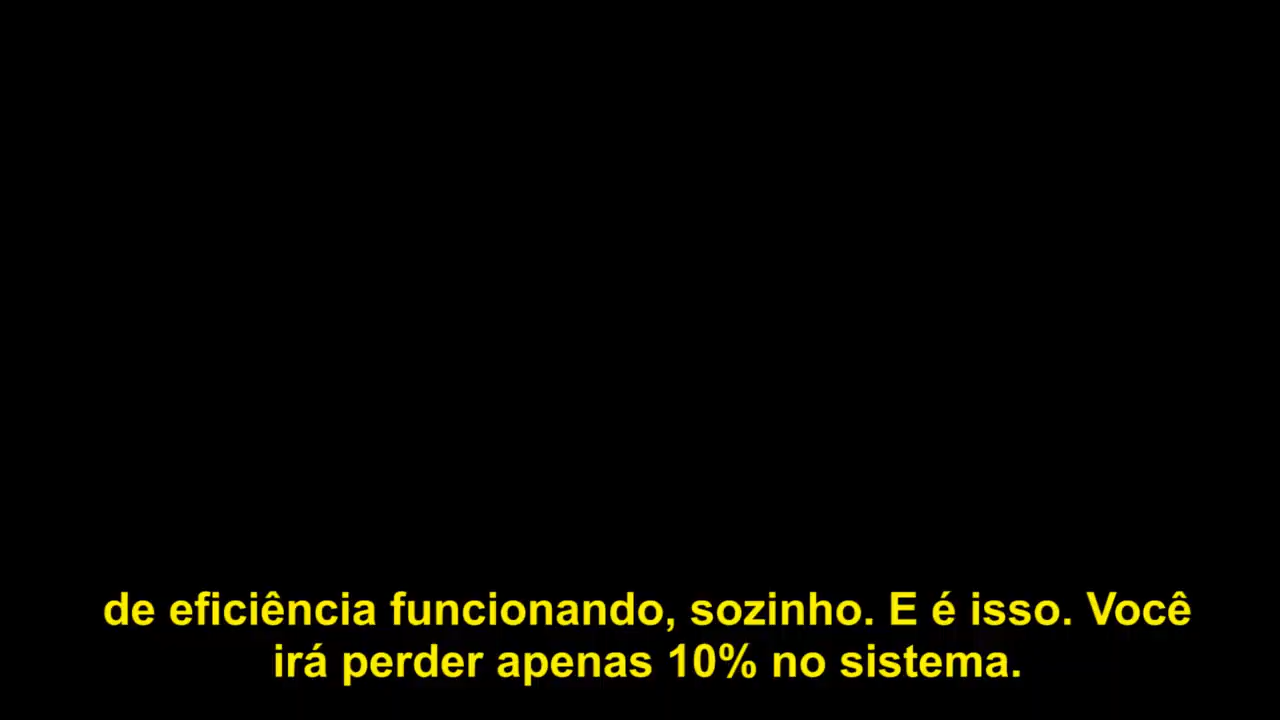 de eficiência funcionando, sozinho. E é isso. Você
irá perder apenas 10% no sistema.